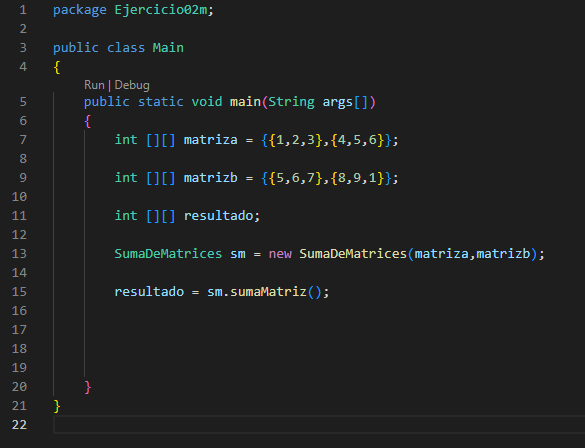 1 package Ejercicio02m;
2
3 public class Main
4 {
Run | Debug
5 public static void main(String args[])
6 {
7 int [][] matriza = {{1,2,3},{4,5,6}};
8
9 int [][] matrizb = {{5,6,7},{8,9,1}};
10
11 int [][] resultado;
12
13 SumaDeMatrices sm = new SumaDeMatrices(matriza,matrizb);
14
15 resultado = sm.sumaMatriz();
16
17
18
19
20 }
21 }
22